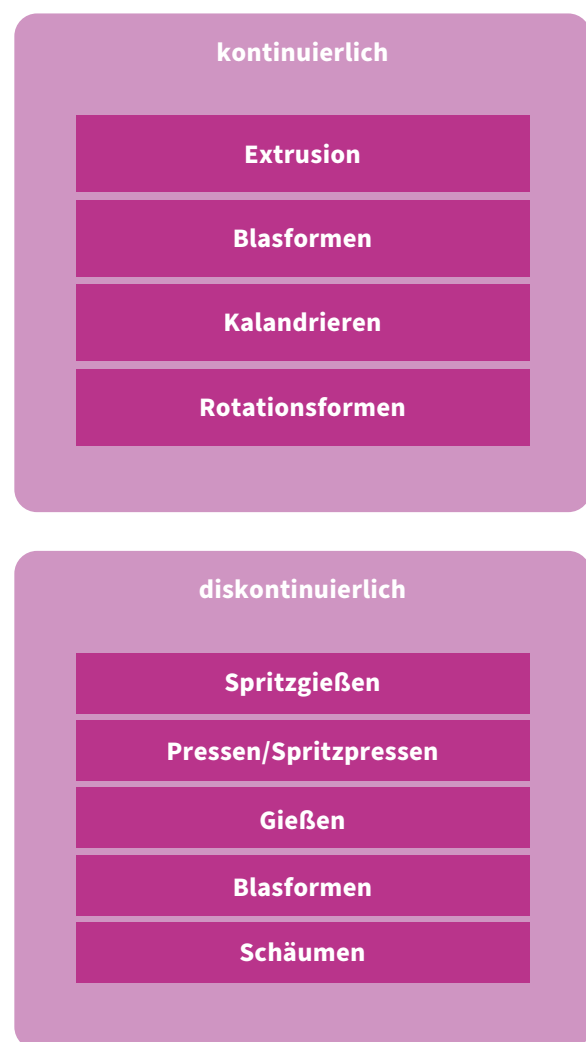 kontinuierlich
Extrusion
Blasformen
Kalandrieren
Rotationsformen
diskontinuierlich
Spritzgießen
Pressen/Spritzpressen
Gießen
Blasformen
Schäumen